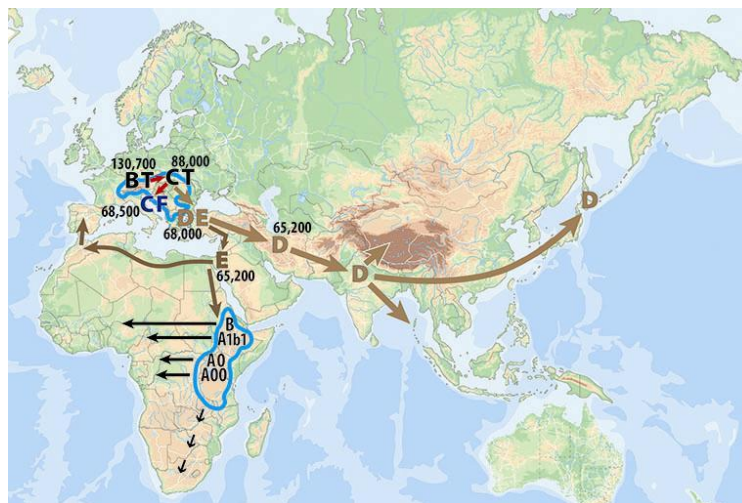 130,700 88,000
BT CT
68,500 CF
DE
68,000
D
65,200
D
D
E
65,200
B
A1b1
A0
A00